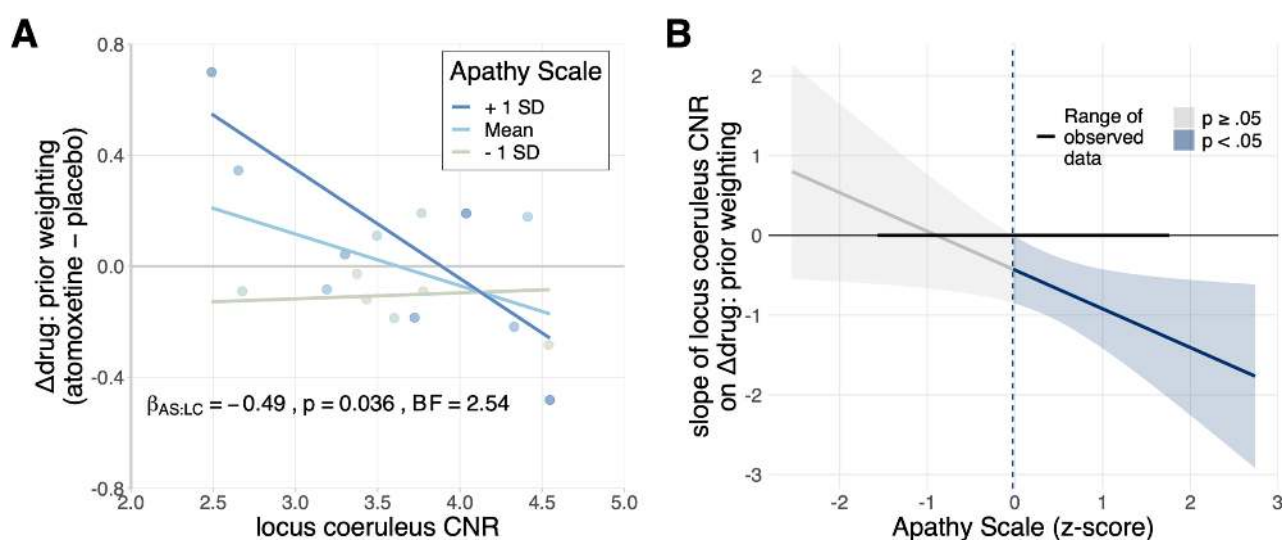 A
Δdrug: prior weighting
(atomoxetine – placebo)
0.8
0.4
0.0
-0.4
-0.8
Apathy Scale
+ 1 SD
Mean
- 1 SD
βAS:LC = – 0.49 , p = 0.036 , BF = 2.54
2.0 2.5 3.0 3.5 4.0 4.5 5.0
locus coeruleus CNR
B
slope of locus coeruleus CNR
on Δdrug: prior weighting
2
1
0
-1
-2
-3
Range of
observed
data
p ≥ .05
p < .05
-2 -1 0 1 2 3
Apathy Scale (z-score)